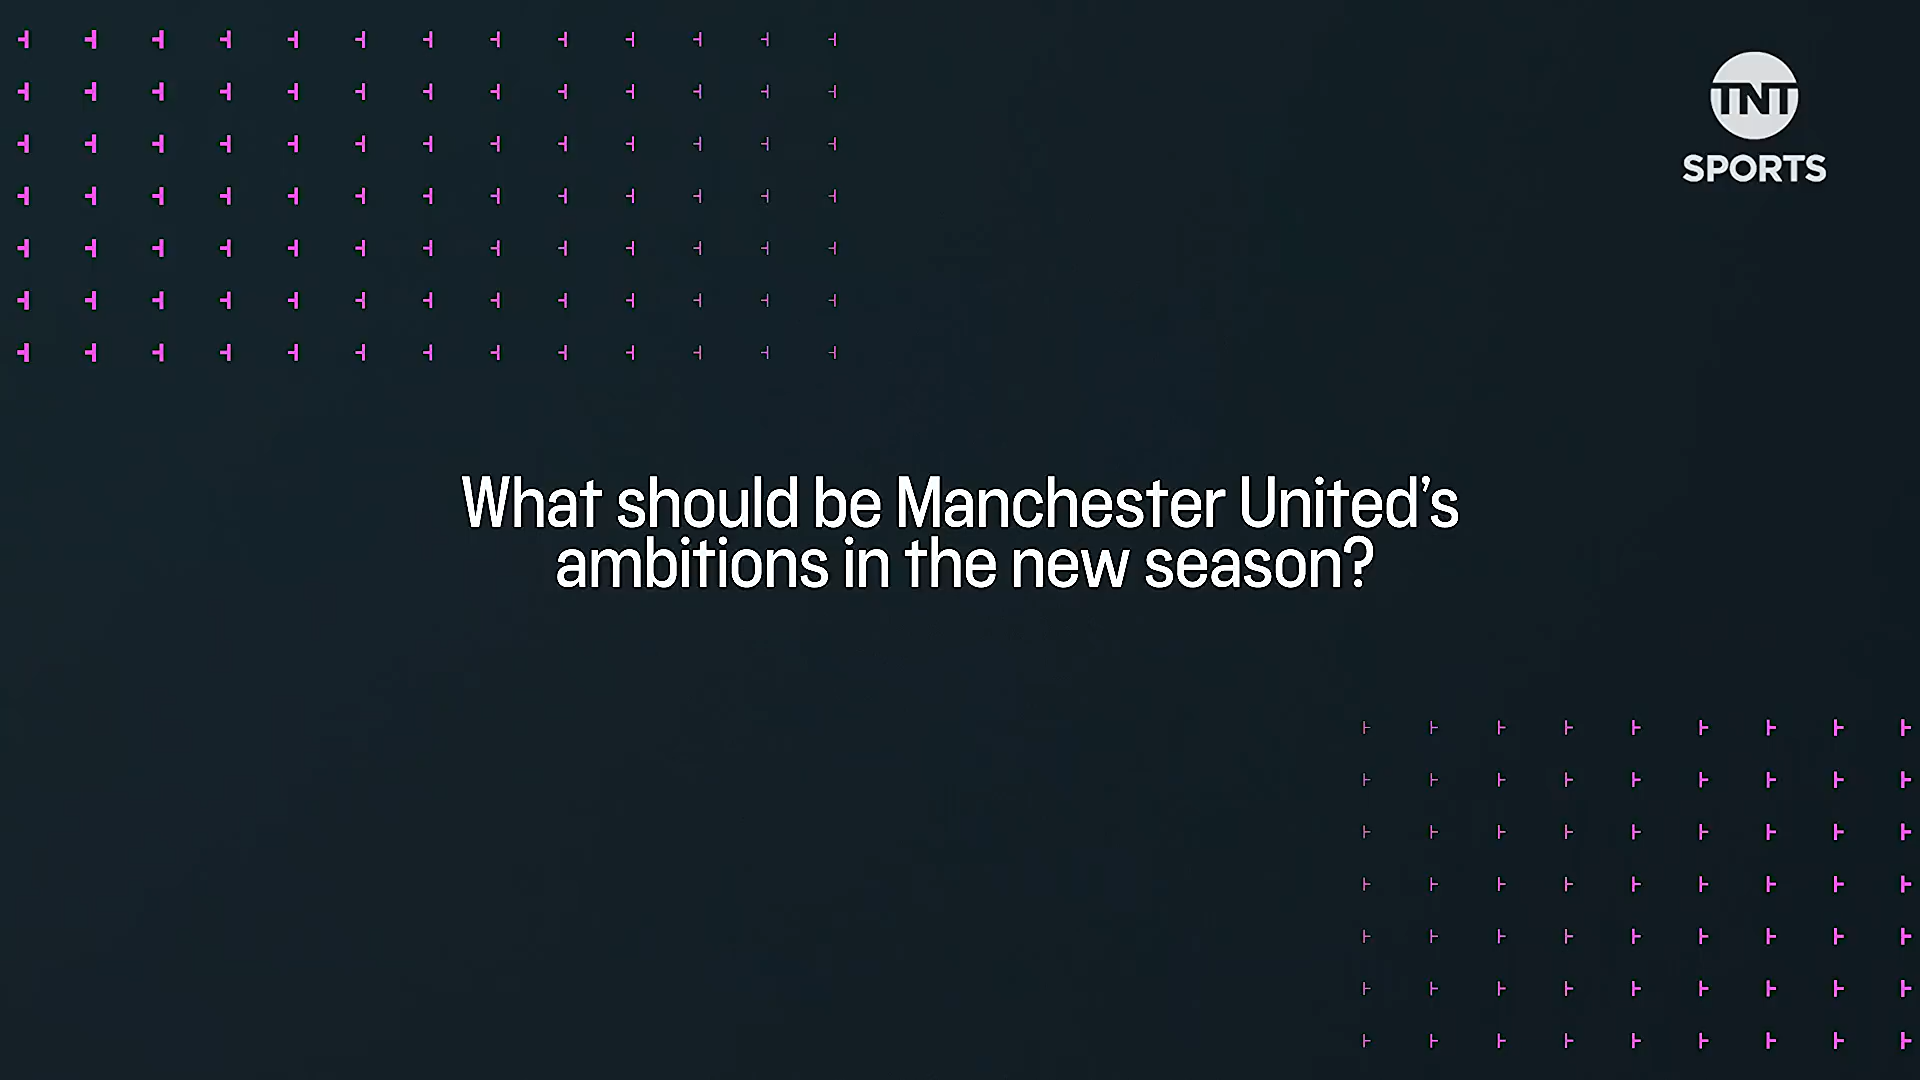 TNT
SPORTS
What should be Manchester United’s
ambitions in the new season?